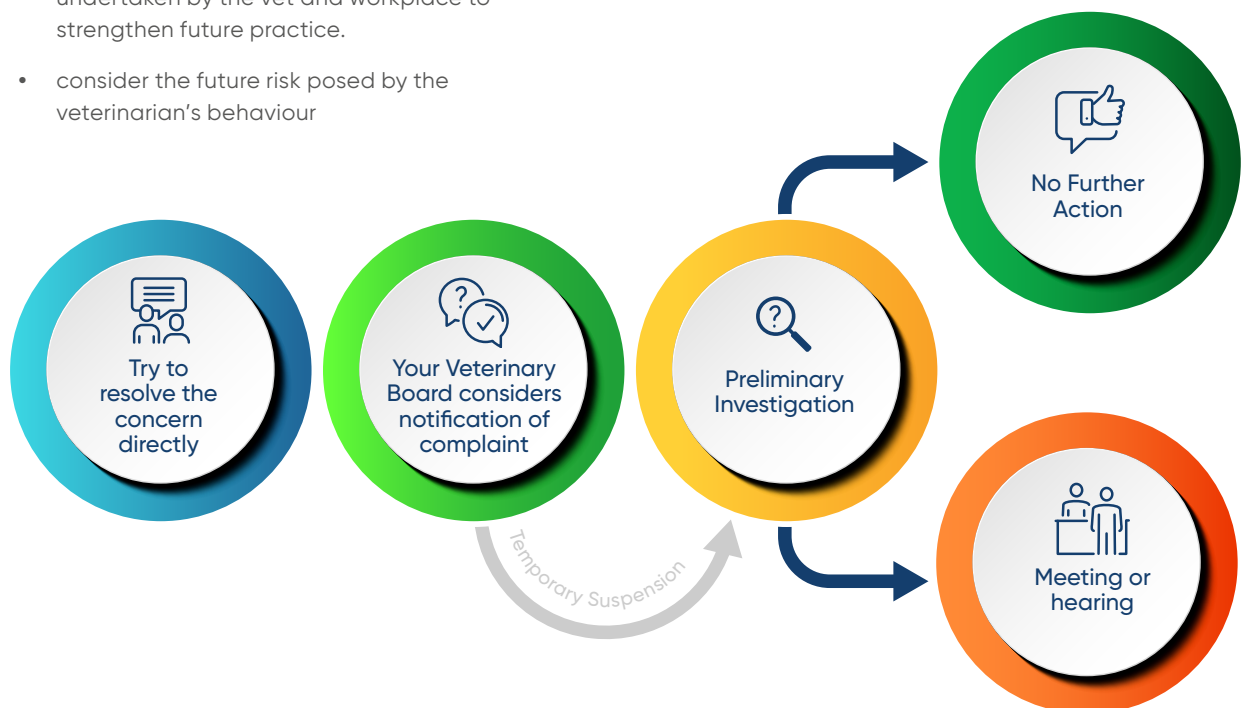 undertaken by the vet and workplace to
strengthen future practice.
• consider the future risk posed by the
veterinarian’s behaviour
Try to
resolve the
concern
directly
Your Veterinary
Board considers
notification of
complaint
Temporary Suspension
Preliminary
Investigation
No Further
Action
Meeting or
hearing